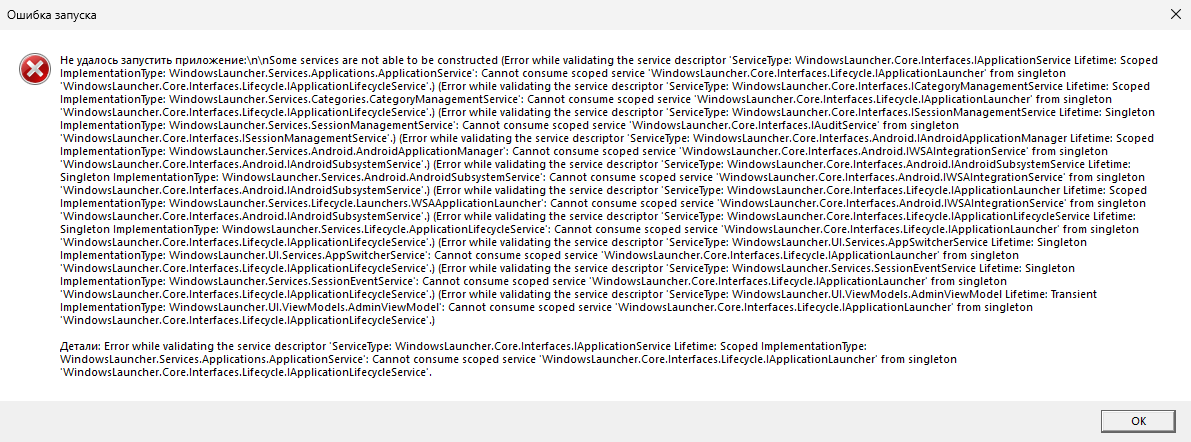 Ошибка запуска
Не удалось запустить приложение:\n\nSome services are not able to be constructed (Error while validating the service descriptor 'ServiceType: WindowsLauncher.Core.Interfaces.IApplicationService Lifetime: Scoped
ImplementationType: WindowsLauncher.Services.Applications.ApplicationService': Cannot consume scoped service 'WindowsLauncher.Core.Interfaces.Lifecycle.IApplicationLauncher' from singleton
'WindowsLauncher.Core.Interfaces.Lifecycle.IApplicationLifecycleService'.) (Error while validating the service descriptor 'ServiceType: WindowsLauncher.Core.Interfaces.ICategoryManagementService Lifetime: Scoped
ImplementationType: WindowsLauncher.Services.Categories.CategoryManagementService': Cannot consume scoped service 'WindowsLauncher.Core.Interfaces.Lifecycle.IApplicationLauncher' from singleton
'WindowsLauncher.Core.Interfaces.Lifecycle.IApplicationLifecycleService'.) (Error while validating the service descriptor 'ServiceType: WindowsLauncher.Core.Interfaces.ISessionManagementService Lifetime: Singleton
ImplementationType: WindowsLauncher.Services.SessionManagementService': Cannot consume scoped service 'WindowsLauncher.Core.Interfaces.IAuditService' from singleton
'WindowsLauncher.Core.Interfaces.ISessionManagementService'.) (Error while validating the service descriptor 'ServiceType: WindowsLauncher.Core.Interfaces.Android.IAndroidApplicationManager Lifetime: Scoped
ImplementationType: WindowsLauncher.Services.Android.AndroidApplicationManager': Cannot consume scoped service 'WindowsLauncher.Core.Interfaces.Android.IWSAIntegrationService' from singleton
'WindowsLauncher.Core.Interfaces.Android.IAndroidSubsystemService'.) (Error while validating the service descriptor 'ServiceType: WindowsLauncher.Core.Interfaces.Android.IAndroidSubsystemService Lifetime:
Singleton ImplementationType: WindowsLauncher.Services.Android.AndroidSubsystemService': Cannot consume scoped service 'WindowsLauncher.Core.Interfaces.Android.IWSAIntegrationService' from singleton
'WindowsLauncher.Core.Interfaces.Android.IAndroidSubsystemService'.) (Error while validating the service descriptor 'ServiceType: WindowsLauncher.Core.Interfaces.Lifecycle.IApplicationLauncher Lifetime: Scoped
ImplementationType: WindowsLauncher.Services.Lifecycle.Launchers.WSAApplicationLauncher': Cannot consume scoped service 'WindowsLauncher.Core.Interfaces.Android.IWSAIntegrationService' from singleton
'WindowsLauncher.Core.Interfaces.Android.IAndroidSubsystemService'.) (Error while validating the service descriptor 'ServiceType: WindowsLauncher.Core.Interfaces.Lifecycle.IApplicationLifecycleService Lifetime:
Singleton ImplementationType: WindowsLauncher.Services.Lifecycle.ApplicationLifecycleService': Cannot consume scoped service 'WindowsLauncher.Core.Interfaces.Lifecycle.IApplicationLauncher' from singleton
'WindowsLauncher.Core.Interfaces.Lifecycle.IApplicationLifecycleService'.) (Error while validating the service descriptor 'ServiceType: WindowsLauncher.UI.Services.AppSwitcherService Lifetime: Singleton
ImplementationType: WindowsLauncher.UI.Services.AppSwitcherService': Cannot consume scoped service 'WindowsLauncher.Core.Interfaces.Lifecycle.IApplicationLauncher' from singleton
'WindowsLauncher.Core.Interfaces.Lifecycle.IApplicationLifecycleService'.) (Error while validating the service descriptor 'ServiceType: WindowsLauncher.Services.SessionEventService Lifetime: Singleton
ImplementationType: WindowsLauncher.Services.SessionEventService': Cannot consume scoped service 'WindowsLauncher.Core.Interfaces.Lifecycle.IApplicationLauncher' from singleton
'WindowsLauncher.Core.Interfaces.Lifecycle.IApplicationLifecycleService'.) (Error while validating the service descriptor 'ServiceType: WindowsLauncher.UI.ViewModels.AdminViewModel Lifetime: Transient
ImplementationType: WindowsLauncher.UI.ViewModels.AdminViewModel': Cannot consume scoped service 'WindowsLauncher.Core.Interfaces.Lifecycle.IApplicationLauncher' from singleton
'WindowsLauncher.Core.Interfaces.Lifecycle.IApplicationLifecycleService'.)
Детали: Error while validating the service descriptor 'ServiceType: WindowsLauncher.Core.Interfaces.IApplicationService Lifetime: Scoped ImplementationType:
WindowsLauncher.Services.Applications.ApplicationService': Cannot consume scoped service 'WindowsLauncher.Core.Interfaces.Lifecycle.IApplicationLauncher' from singleton
'WindowsLauncher.Core.Interfaces.Lifecycle.IApplicationLifecycleService'.
OK